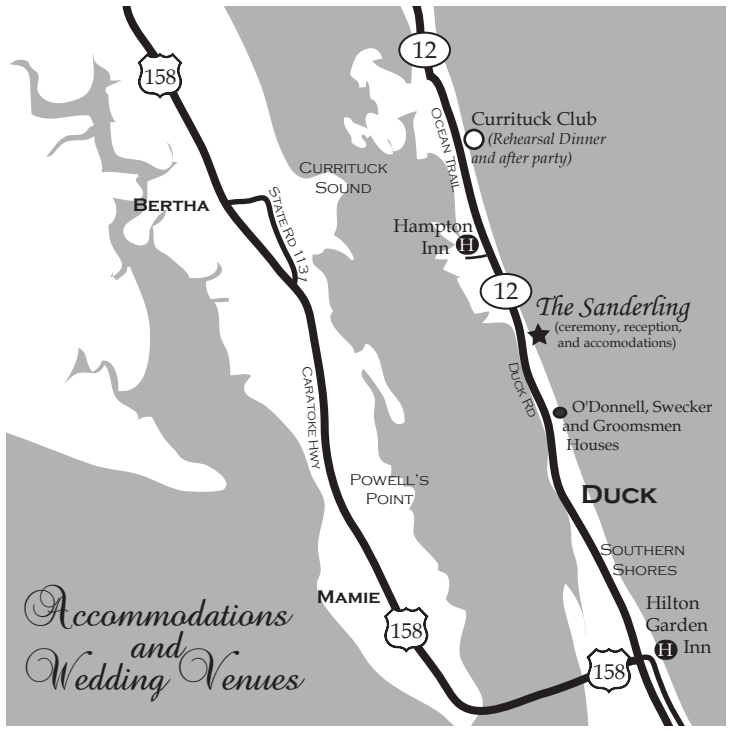 12
158
Currituck Club
(Rehearsal Dinner
and after party)
OCEAN TRAIL
CURRITUCK
SOUND
BERTHA
STATE RD 1137
Hampton
Inn H
12
The Sanderling
(ceremony, reception,
and accomodations)
CARATOKE HWY
DUCK RD
O'Donnell, Swecker
and Groomsmen
Houses
POWELL'S
POINT
DUCK
SOUTHERN
SHORES
MAMIE
158
Hilton
Garden
H Inn
158
Accommodations
and
Wedding Venues